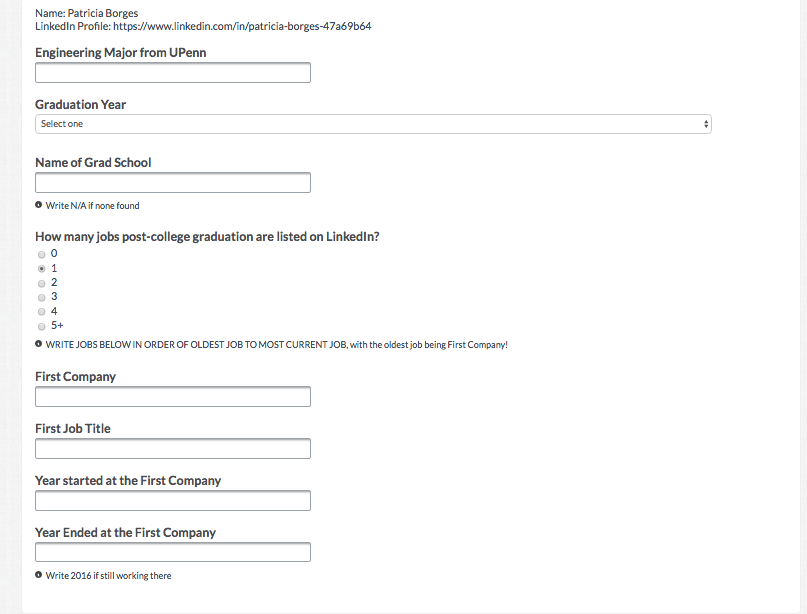 Name: Patricia Borges
LinkedIn Profile: https://www.linkedin.com/in/patricia-borges-47a69b64
Engineering Major from UPenn
Graduation Year
Select one
Name of Grad School
Write N/A if none found
How many jobs post-college graduation are listed on LinkedIn?
0
1
2
3
4
5+
WRITE JOBS BELOW IN ORDER OF OLDEST JOB TO MOST CURRENT JOB, with the oldest job being First Company!
First Company
First Job Title
Year started at the First Company
Year Ended at the First Company
Write 2016 if still working there